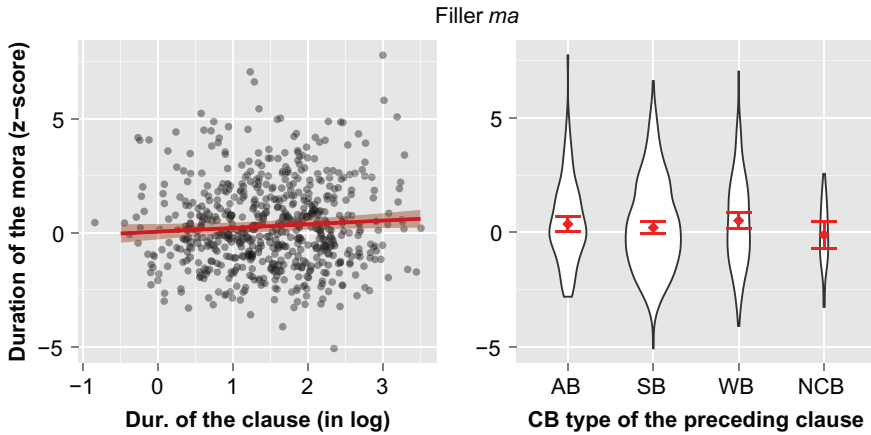 Filler ma
Duration of the mora (z−score)
5
0
−5
−1 0 1 2 3
Dur. of the clause (in log)
5
0
−5
AB SB WB NCB
CB type of the preceding clause